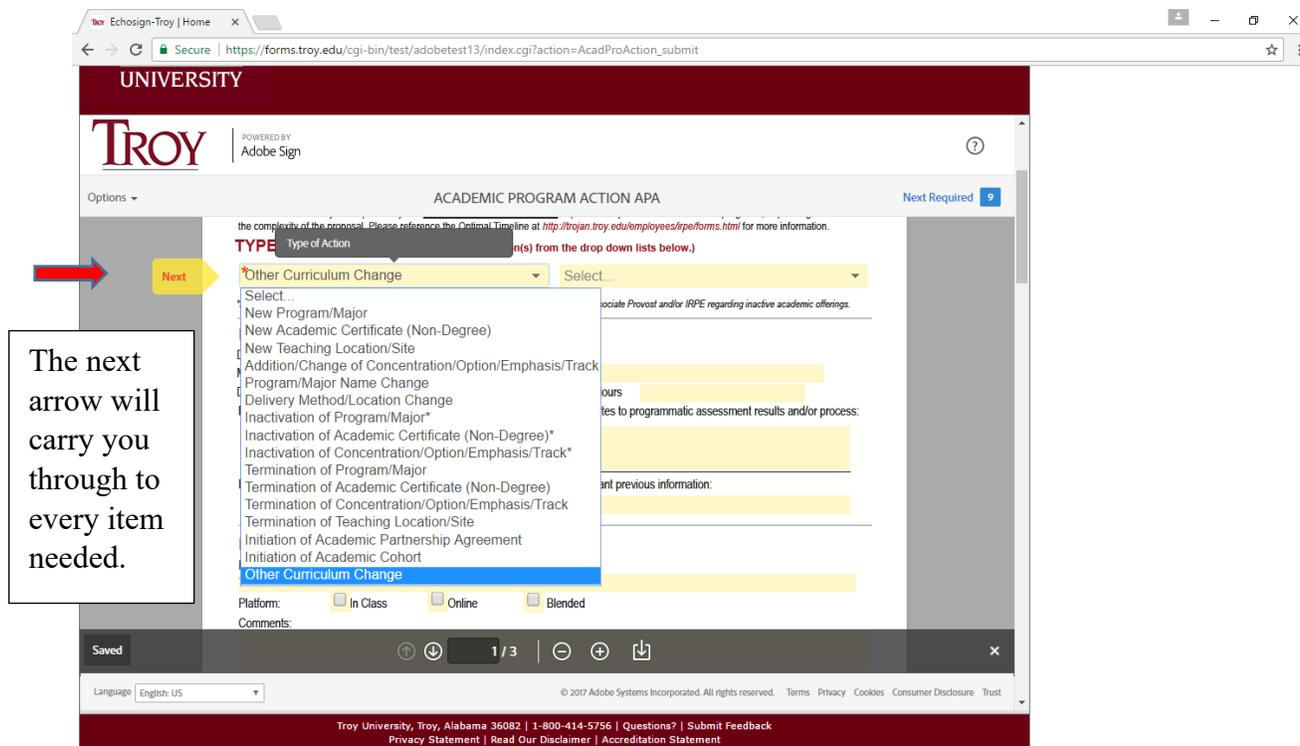 TROY Echosign-Troy | Home
Secure | https://forms.troy.edu/cgi-bin/test/adobetest13/index.cgi?action=AcadProAction_submit
UNIVERSITY
TROY
POWERED BY
Adobe Sign
Options
ACADEMIC PROGRAM ACTION APA
Next Required 9
the complexity of the proposal. Please reference the Optimal Timeline at http://trojan.troy.edu/employees/irpe/forms.html for more information.
TYPE
Type of Action
n(s) from the drop down lists below.)
Next
*Other Curriculum Change
Select...
Select...
New Program/Major
New Academic Certificate (Non-Degree)
New Teaching Location/Site
Addition/Change of Concentration/Option/Emphasis/Track
Program/Major Name Change
Delivery Method/Location Change
Inactivation of Program/Major*
Inactivation of Academic Certificate (Non-Degree)*
Inactivation of Concentration/Option/Emphasis/Track*
Termination of Program/Major
Termination of Academic Certificate (Non-Degree)
Termination of Concentration/Option/Emphasis/Track
Termination of Teaching Location/Site
Initiation of Academic Partnership Agreement
Initiation of Academic Cohort
Other Curriculum Change
sociate Provost and/or IRPE regarding inactive academic offerings.
ours
tes to programmatic assessment results and/or process:
ant previous information:
The next
arrow will
carry you
through to
every item
needed.
Platform: In Class Online Blended
Comments:
Saved
1 / 3
Language English: US
© 2017 Adobe Systems Incorporated. All rights reserved. Terms Privacy Cookies Consumer Disclosure Trust
Troy University, Troy, Alabama 36082 | 1-800-414-5756 | Questions? | Submit Feedback
Privacy Statement | Read Our Disclaimer | Accreditation Statement